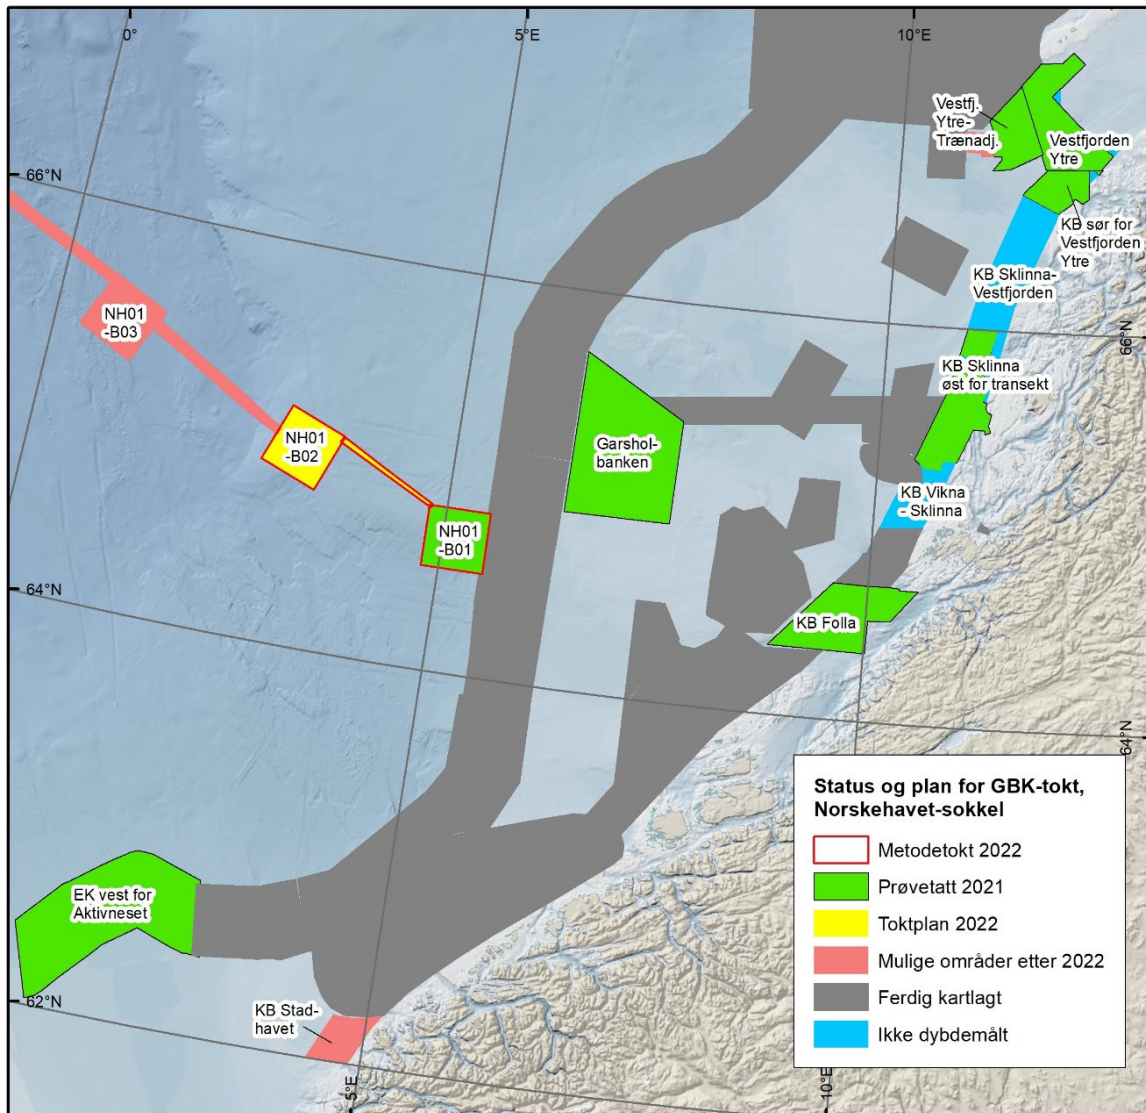 0°
5°E
10°E
66°N
Vestfj.
Ytre-
Trænadj.
Vestfjorden
Ytre
KB sør for
Vestfjorden
Ytre
KB Sklinna-
Vestfjorden
NH01
-B03
66°N
KB Sklinna
øst for transekt
NH01
-B02
Garshol-
banken
KB Vikna
- Sklinna
NH01
-B01
64°N
KB Folla
64°N
EK vest for
Aktivneset
62°N
KB Stad-
havet
5°E
10°E
Status og plan for GBK-tokt,
Norskehavet-sokkel
Metodetokt 2022
Prøvetatt 2021
Toktplan 2022
Mulige områder etter 2022
Ferdig kartlagt
Ikke dybdemålt